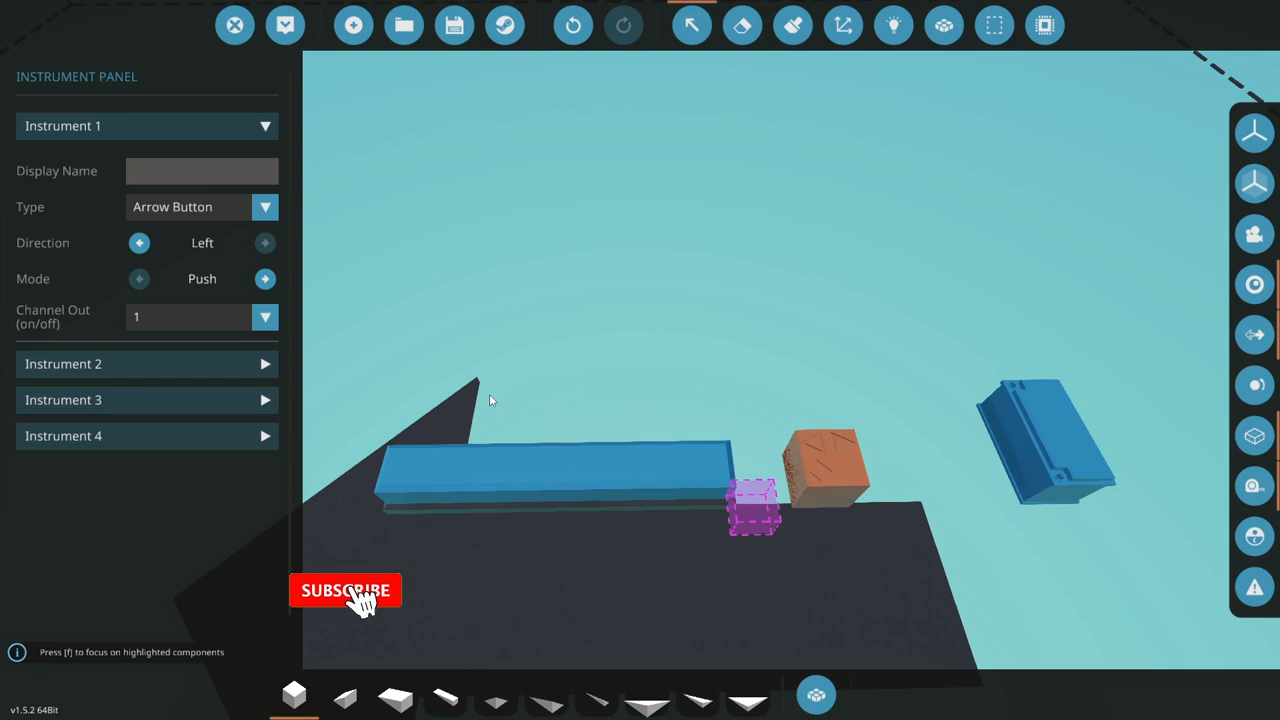 INSTRUMENT PANEL
Instrument 1
Display Name
Type
Arrow Button
Direction
Left
Mode
Push
Channel Out
(on/off)
1
Instrument 2
Instrument 3
Instrument 4
SUBSCRIBE
Press [f] to focus on highlighted components
v1.5.2 64Bit